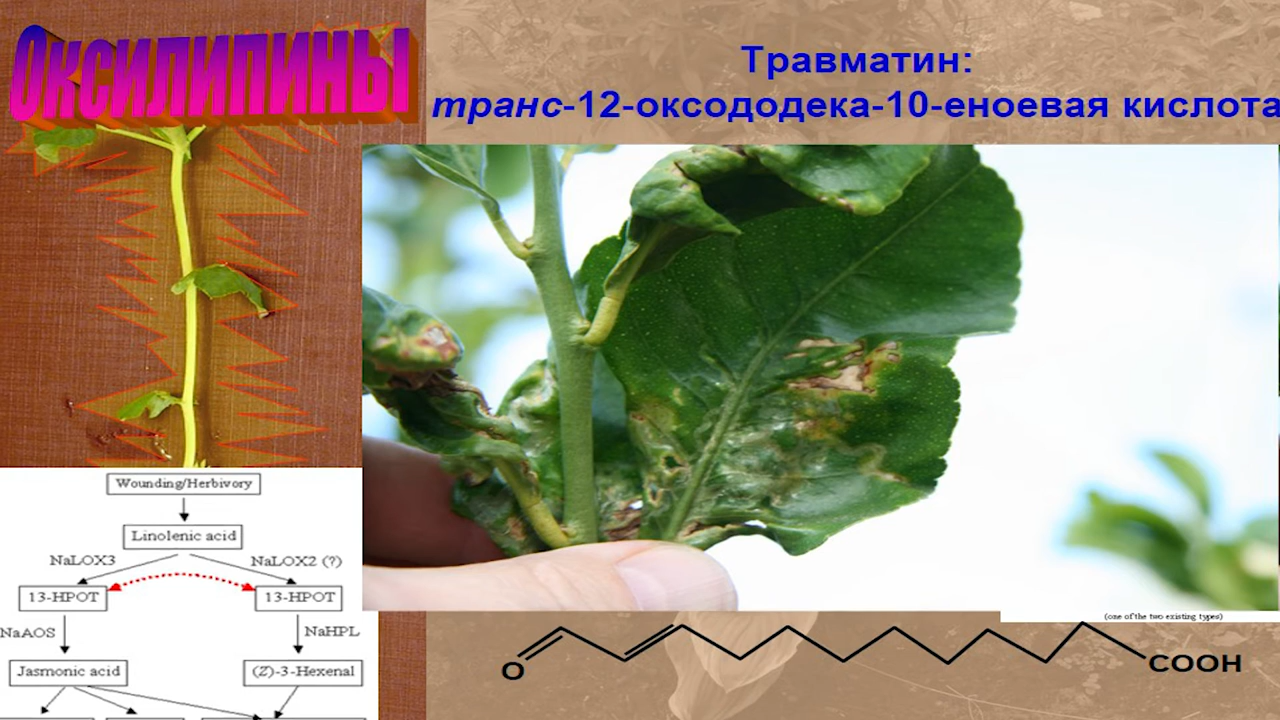 Оксилипины
Травматин:
транс-12-оксододека-10-еноевая кислота
Wounding/Herbivory
Linolenic acid
NaLOX3
NaLOX2 (?)
13-HPOT
13-HPOT
NaAOS
NaHPL
Jasmonic acid
(Z)-3-Hexenal
(one of the two existing types)
O
COOH